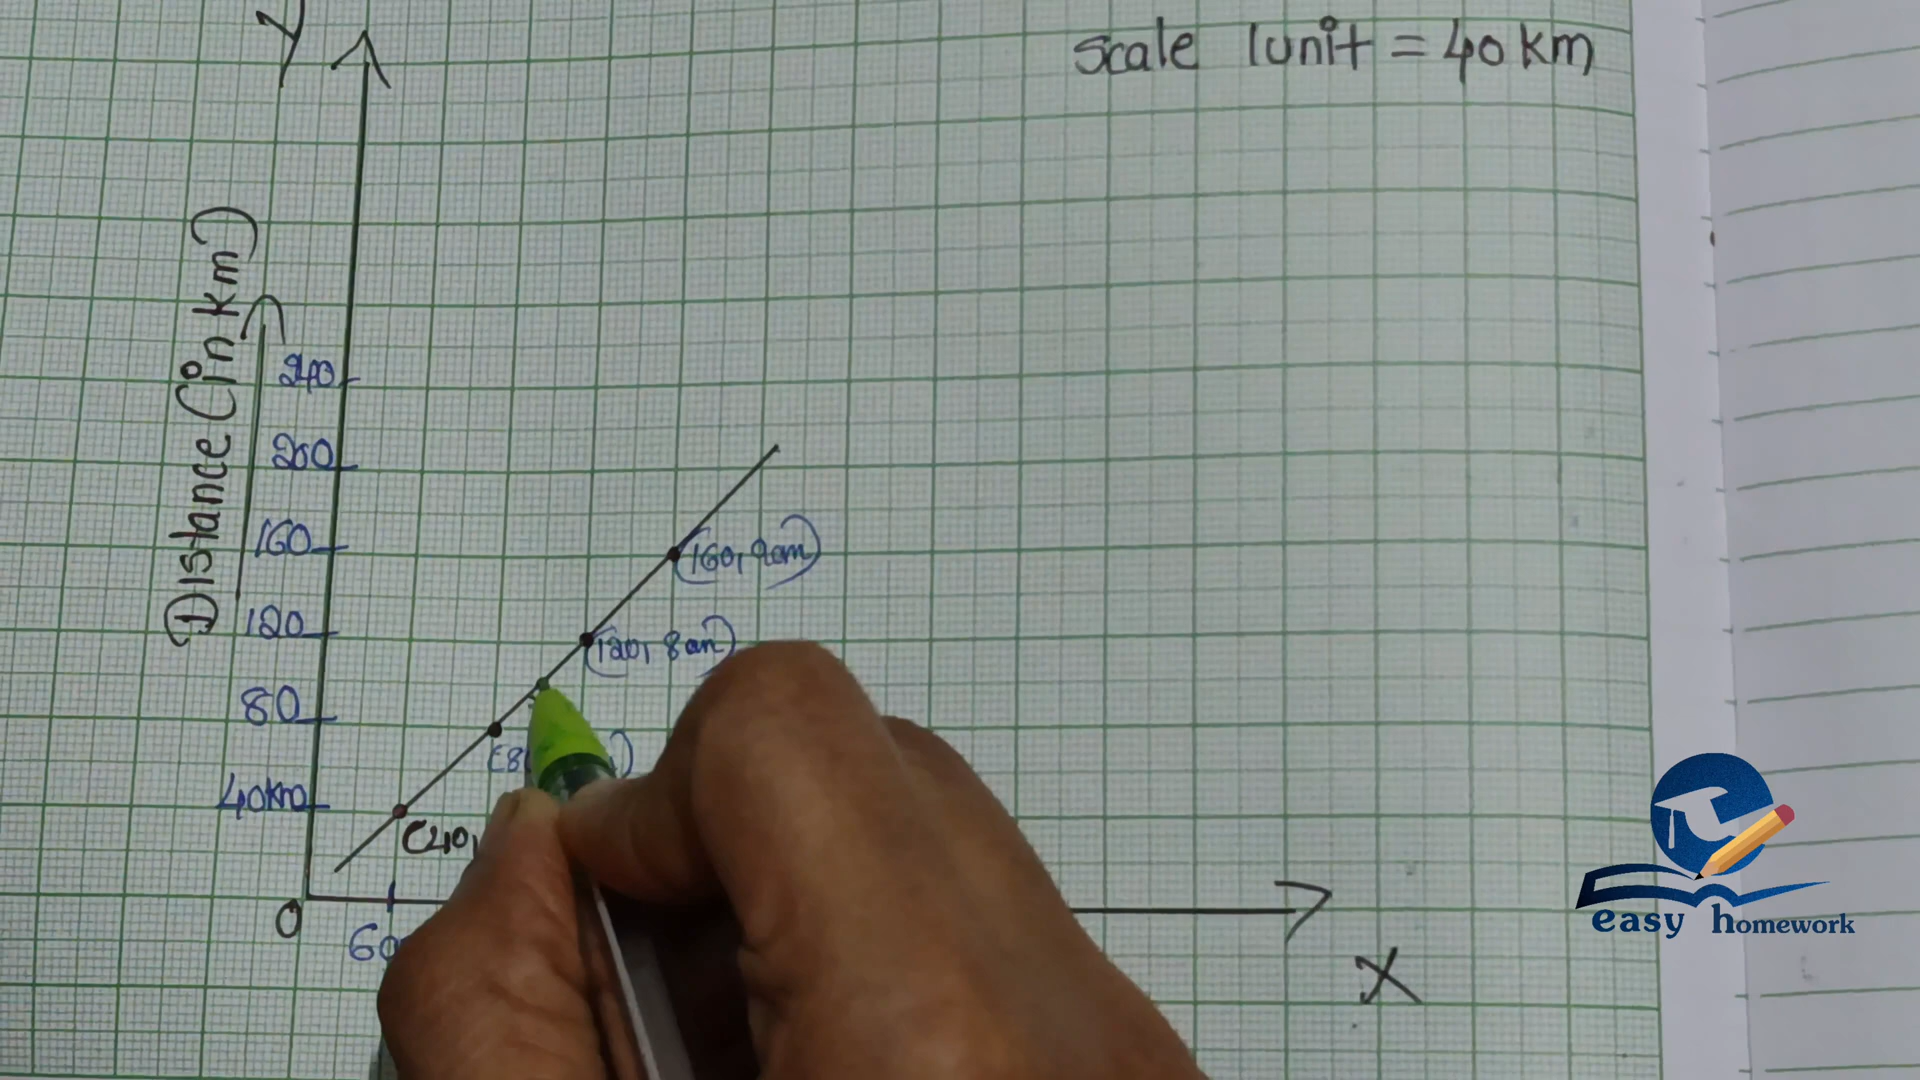 Y
Scale 1unit = 40 km
Distance (in km)
240
200
160
120
80
40km
(160, 9am)
(120, 8am)
(40,
0
X
easy homework